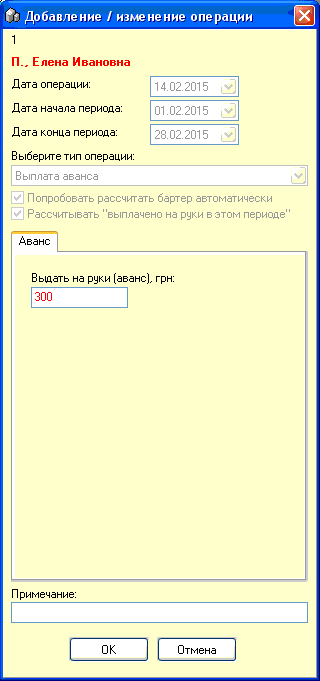 Добавление / изменение операции
1
П., Елена Ивановна
Дата операции: 14.02.2015
Дата начала периода: 01.02.2015
Дата конца периода: 28.02.2015
Выберите тип операции:
Выплата аванса
Попробовать рассчитать бартер автоматически
Рассчитывать "выплачено на руки в этом периоде"
Аванс
Выдать на руки (аванс), грн:
300
Примечание:
OK Отмена